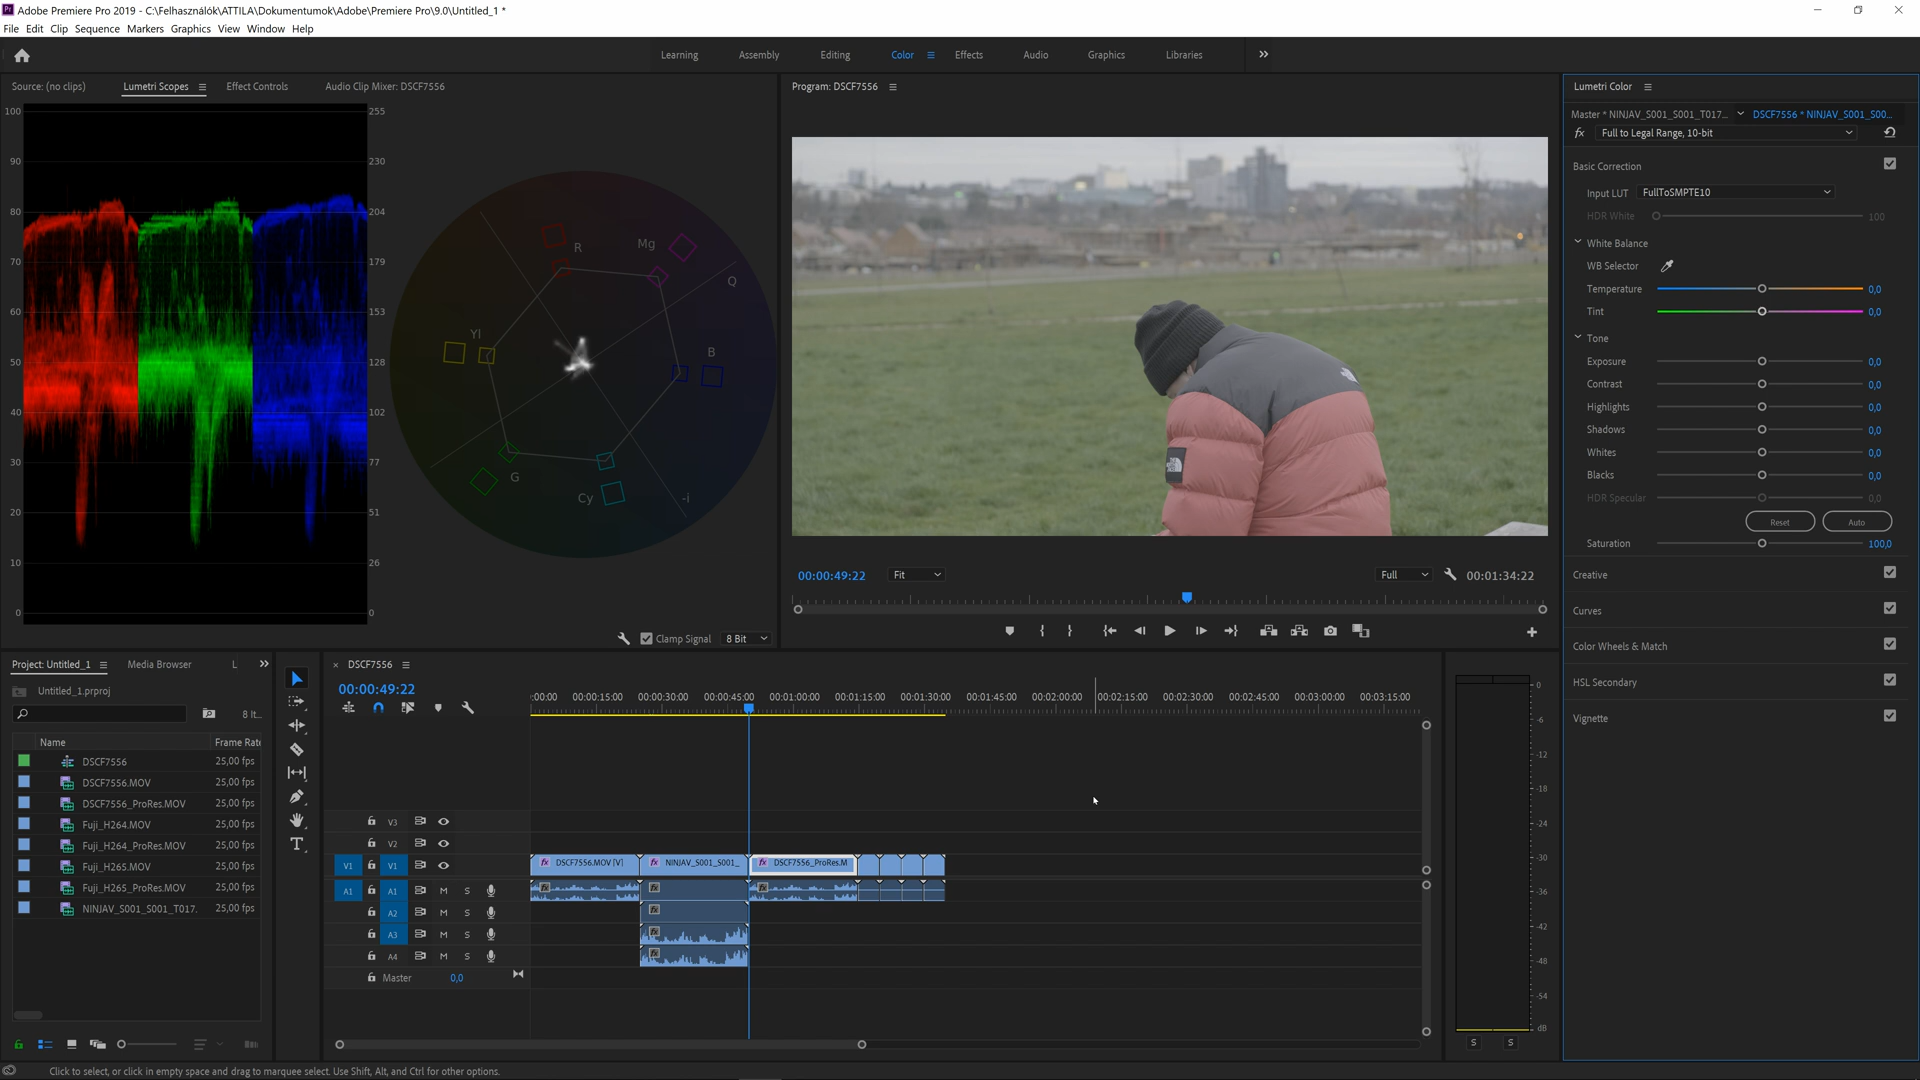 Adobe Premiere Pro 2019 - C:\Felhasználók\ATTILA\Dokumentumok\Adobe\Premiere Pro\9.0\Untitled_1 *
File Edit Clip Sequence Markers Graphics View Window Help
Learning Assembly Editing Color Effects Audio Graphics Libraries
Source: (no clips) Lumetri Scopes Effect Controls Audio Clip Mixer: DSCF7556
100 90 80 70 60 50 40 30 20 10 0
255 230 204 179 153 128 102 77 51 26 0
R Mg Q
Yl B
G Cy -i
Clamp Signal 8 Bit
Program: DSCF7556
00:00:49:22 Fit Full 00:01:34:22
Lumetri Color
Master * NINJAV_S001_S001_T017... DSCF7556 * NINJAV_S001_S00...
fx Full to Legal Range, 10-bit
Basic Correction
Input LUT FullToSMPTE10
HDR White 100
White Balance
WB Selector
Temperature 0,0
Tint 0,0
Tone
Exposure 0,0
Contrast 0,0
Highlights 0,0
Shadows 0,0
Whites 0,0
Blacks 0,0
HDR Specular 0,0
Reset Auto
Saturation 100,0
Creative
Curves
Color Wheels & Match
HSL Secondary
Vignette
Project: Untitled_1 Media Browser L
Untitled_1.prproj
8 It...
Name Frame Rate
DSCF7556 25,00 fps
DSCF7556.MOV 25,00 fps
DSCF7556_ProRes.MOV 25,00 fps
Fuji_H264.MOV 25,00 fps
Fuji_H264_ProRes.MOV 25,00 fps
Fuji_H265.MOV 25,00 fps
Fuji_H265_ProRes.MOV 25,00 fps
NINJAV_S001_S001_T017. 25,00 fps
× DSCF7556
00:00:49:22
:00:00 00:00:15:00 00:00:30:00 00:00:45:00 00:01:00:00 00:01:15:00 00:01:30:00 00:01:45:00 00:02:00:00 00:02:15:00 00:02:30:00 00:02:45:00 00:03:00:00 00:03:15:00
V3
V2
V1 V1 fx DSCF7556.MOV [V] fx NINJAV_S001_S001_ fx DSCF7556_ProRes.M
A1 A1 M S fx fx fx
A2 M S fx
A3 M S fx
A4 M S fx
Master 0,0
0 -6 -12 -18 -24 -30 -36 -42 -48 -54 dB
S S
Click to select, or click in empty space and drag to marquee select. Use Shift, Alt, and Ctrl for other options.